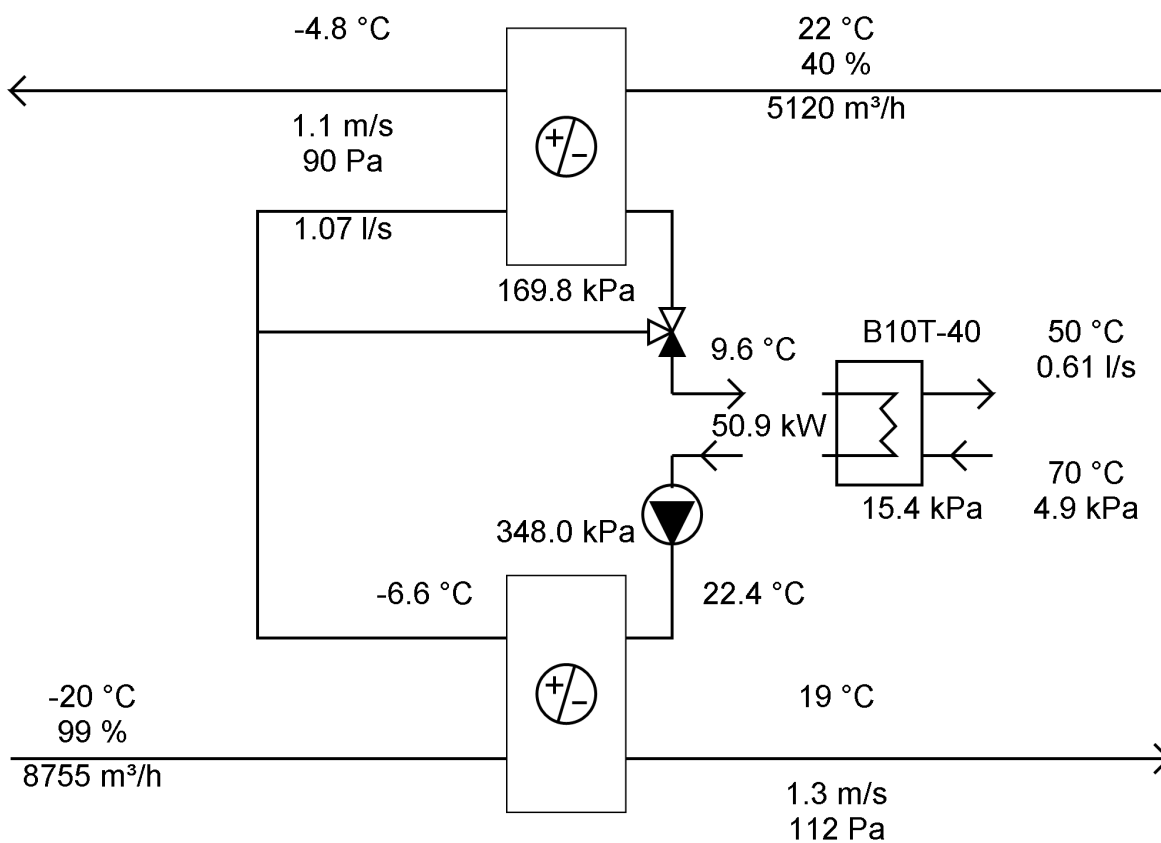 -4.8 °C
22 °C
40 %
5120 m³/h
1.1 m/s
90 Pa
1.07 l/s
169.8 kPa
9.6 °C
B10T-40
50 °C
0.61 l/s
50.9 kW
70 °C
4.9 kPa
15.4 kPa
348.0 kPa
-6.6 °C
22.4 °C
-20 °C
99 %
8755 m³/h
19 °C
1.3 m/s
112 Pa